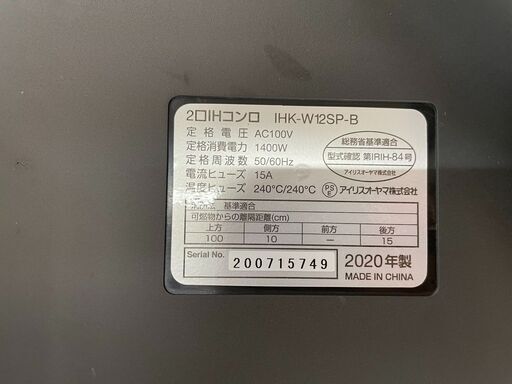 2口IHコンロ IHK-W12SP-B
定格電圧 AC100V
定格消費電力 1400W
定格周波数 50/60Hz
電流ヒューズ 15A
温度ヒューズ 240℃/240℃
総務省基準適合
型式確認 第IRIH-84号
アイリスオーヤマ株式会社
PSE アイリスオーヤマ株式会社
基準適合
可燃物からの離隔距離(cm)
上方 側方 前方 後方
100 10 — 15
Serial No. 200715749
2020年製
MADE IN CHINA